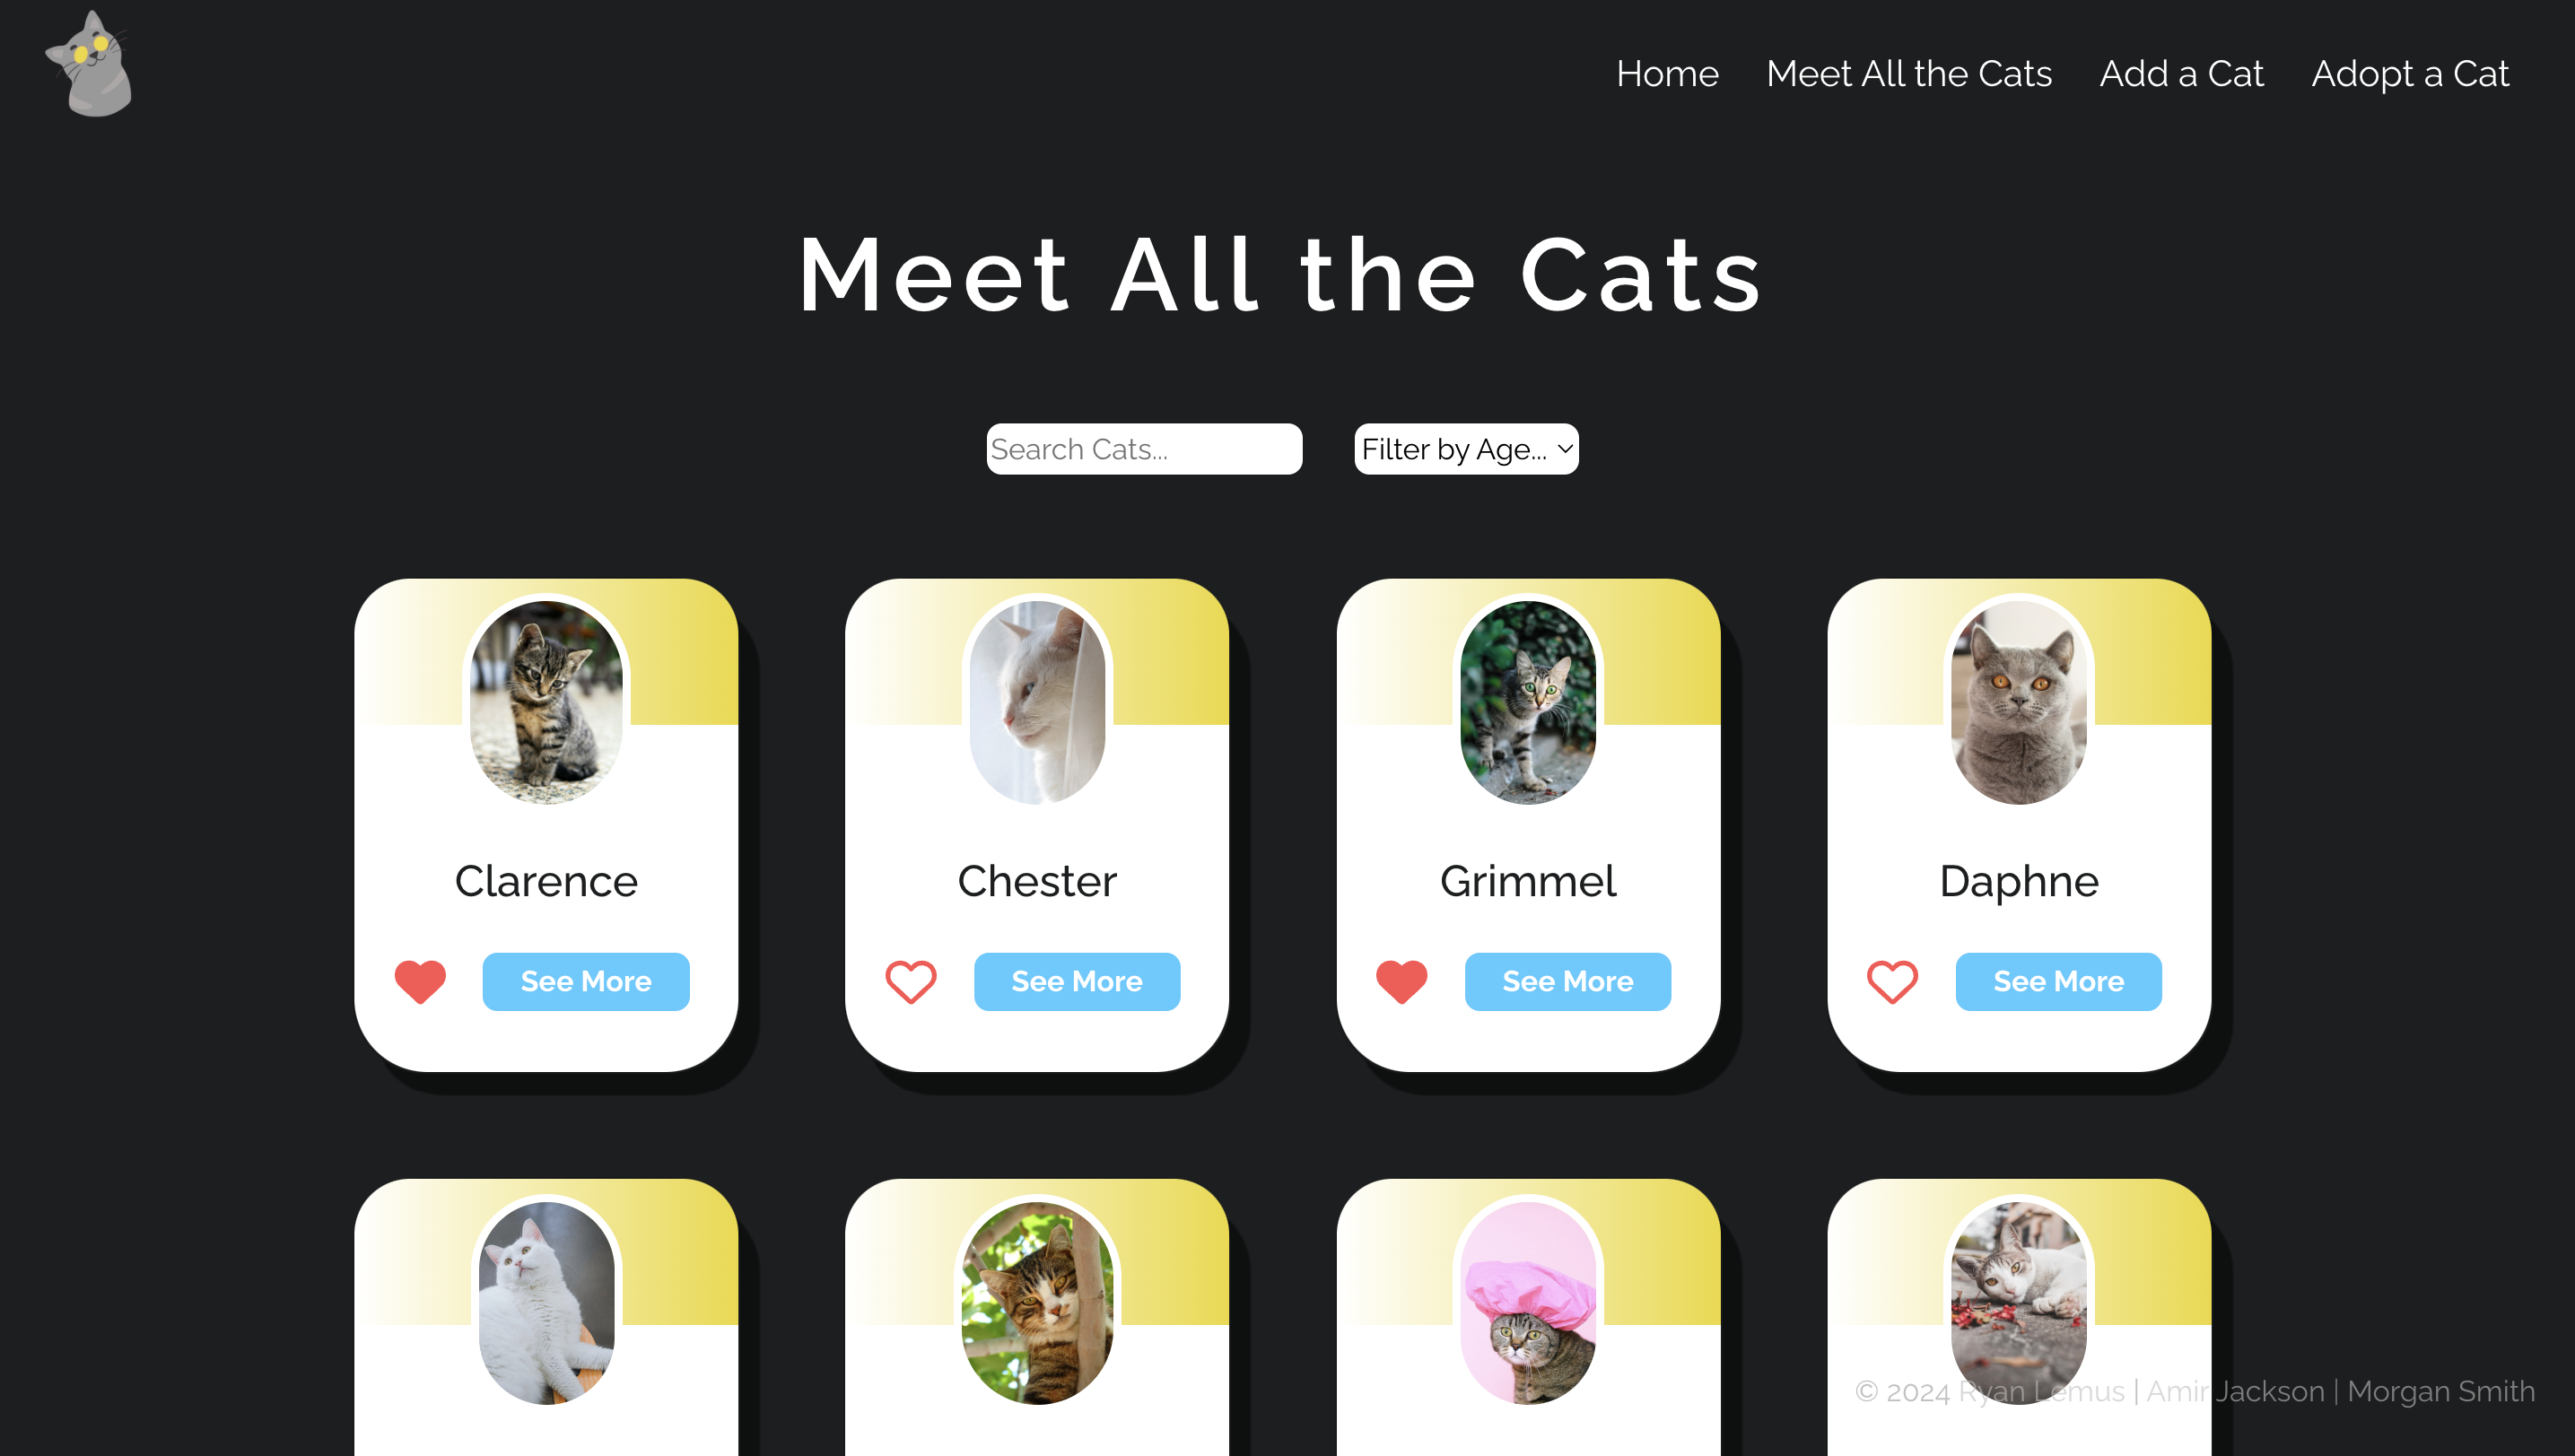 Home Meet All the Cats Add a Cat Adopt a Cat
Meet All the Cats
Search Cats...
Filter by Age...
Clarence
Chester
Grimmel
Daphne
See More
See More
See More
See More
© 2024 Ryan Lemus | Amir Jackson | Morgan Smith